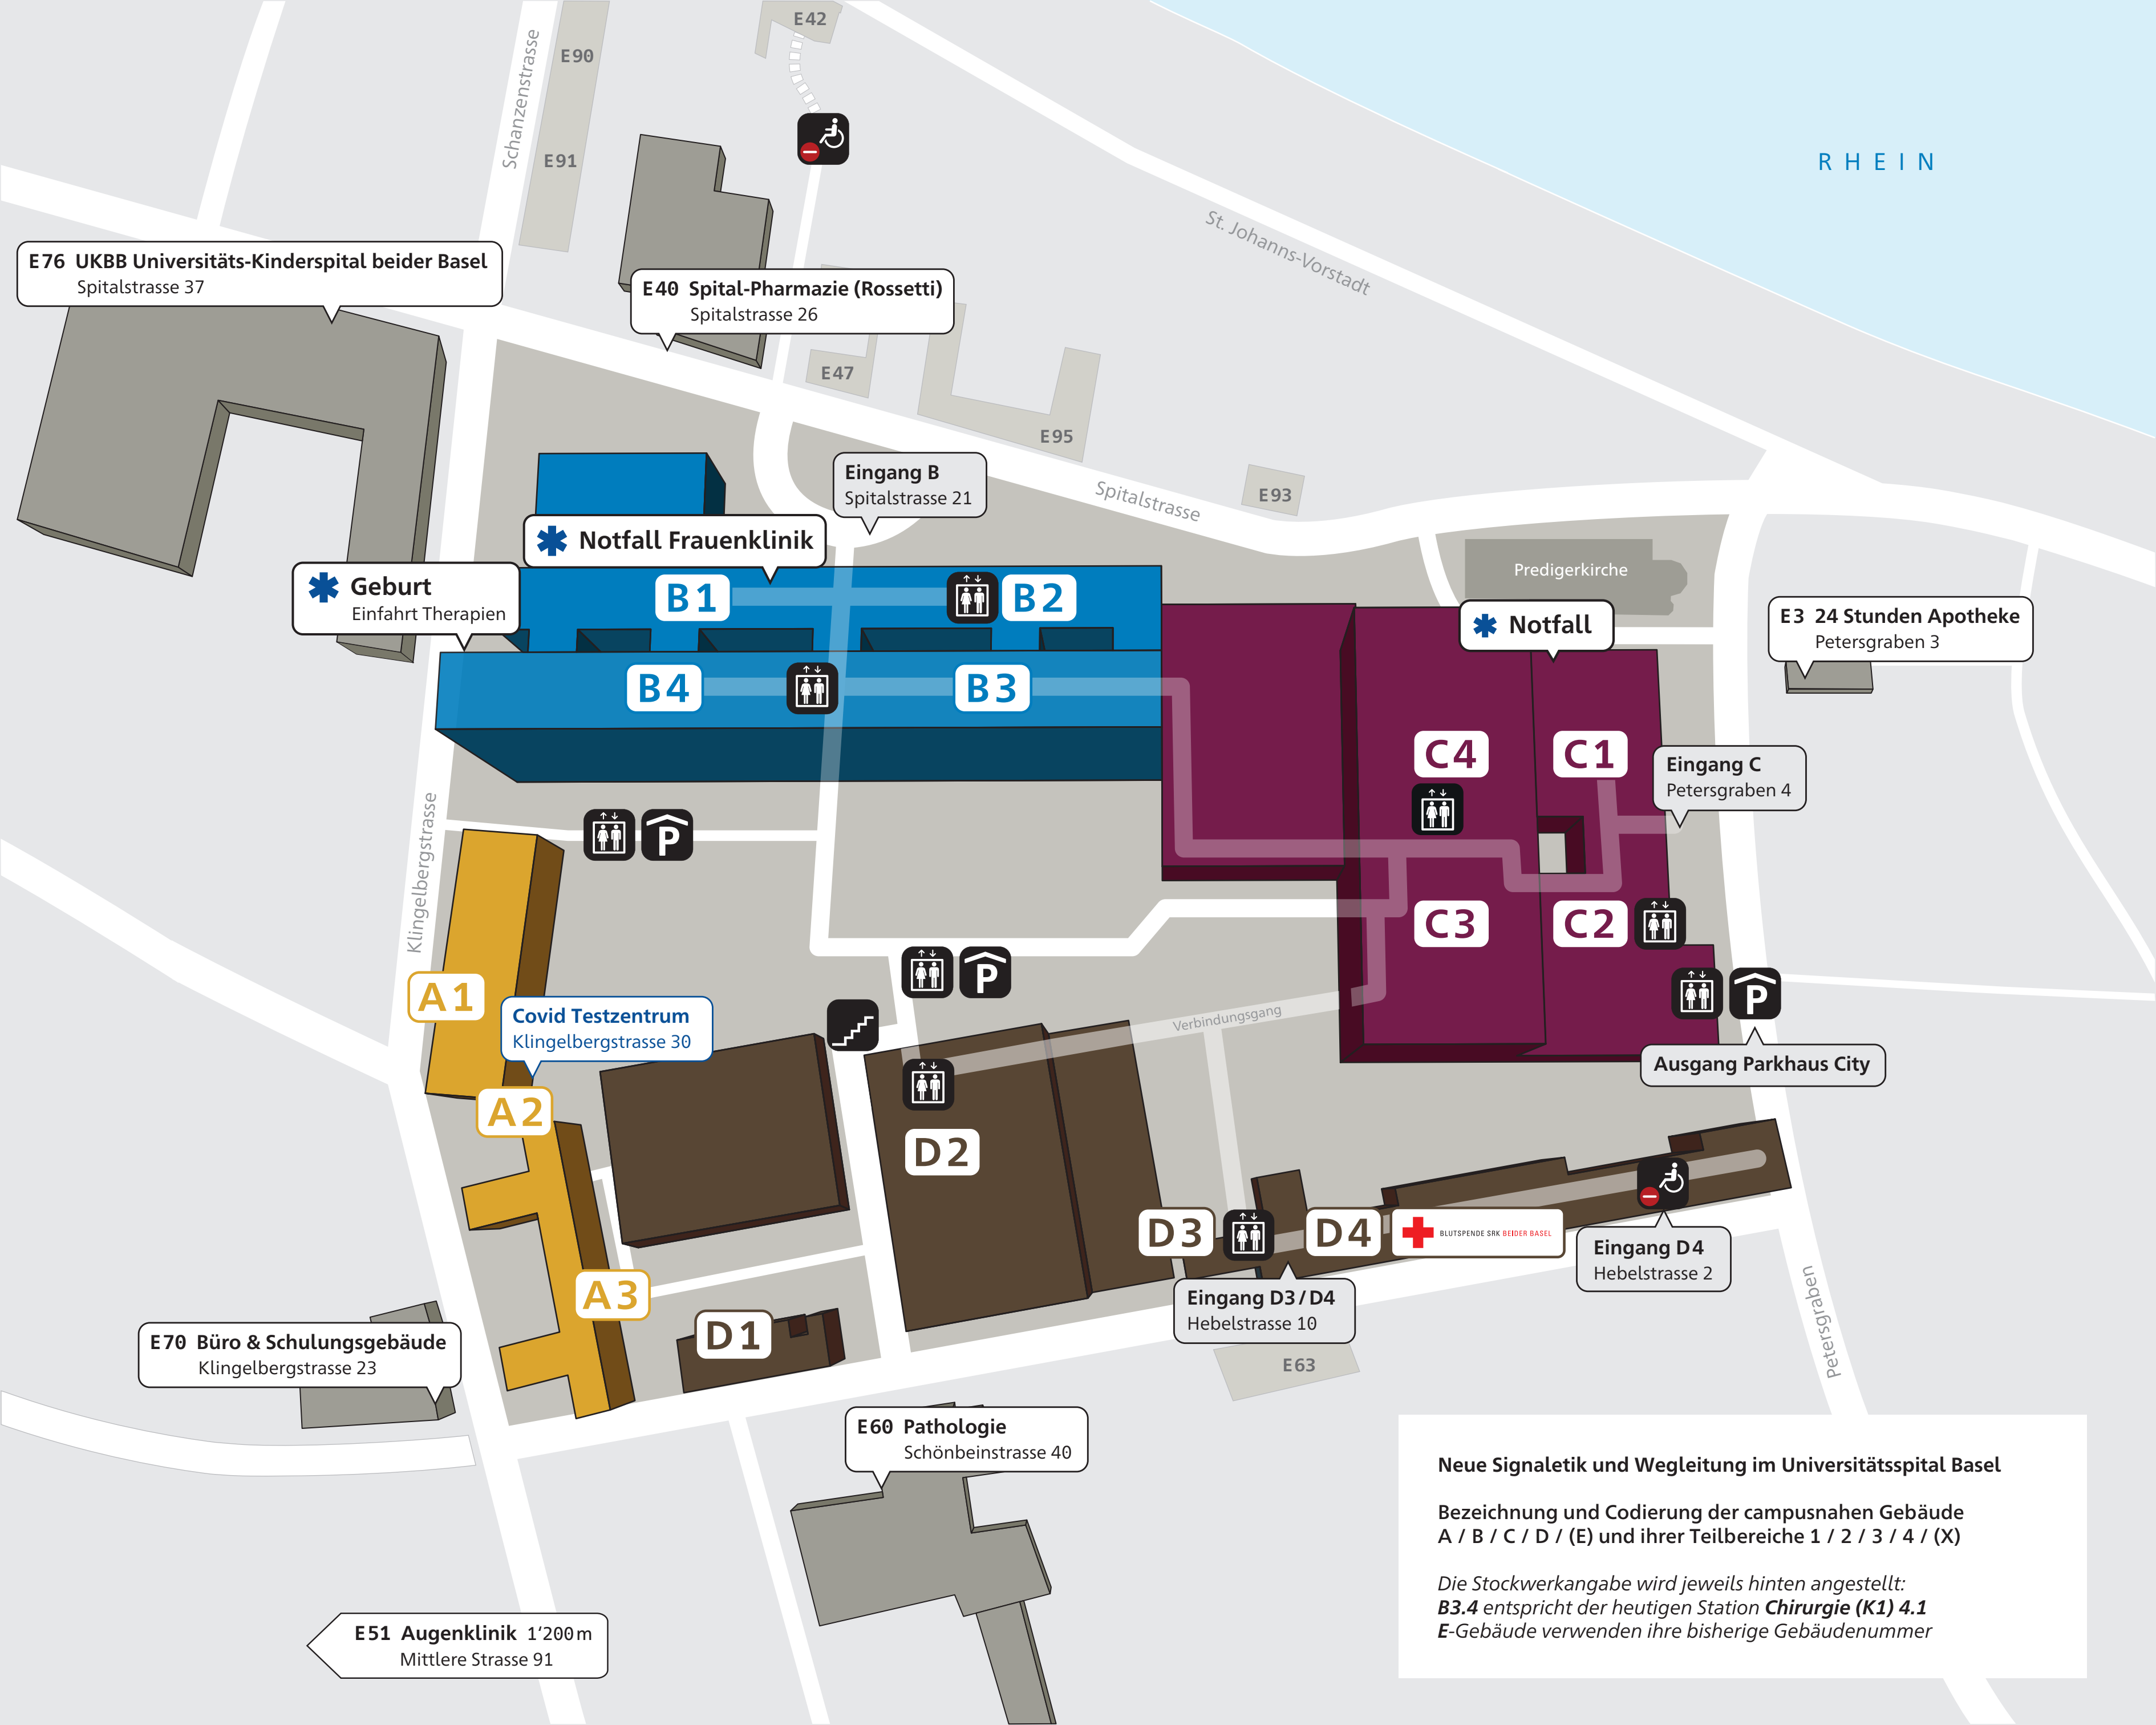 E42
E90
Schanzenstrasse
E91
RHEIN
St. Johanns-Vorstadt
E76 UKBB Universitäts-Kinderspital beider Basel
Spitalstrasse 37
E40 Spital-Pharmazie (Rossetti)
Spitalstrasse 26
E47
E95
Eingang B
Spitalstrasse 21
Spitalstrasse
E93
Notfall Frauenklinik
Predigerkirche
Geburt
Einfahrt Therapien
B1
B2
Notfall
E3 24 Stunden Apotheke
Petersgraben 3
B4
B3
C4
C1
Eingang C
Petersgraben 4
Klingelbergstrasse
P
C3
C2
A1
P
P
Covid Testzentrum
Klingelbergstrasse 30
Verbindungsgang
Ausgang Parkhaus City
A2
D2
D3
D4
BLUTSPENDE SRK BEIDER BASEL
Eingang D4
Hebelstrasse 2
A3
Eingang D3/D4
Hebelstrasse 10
Petersgraben
D1
E70 Büro & Schulungsgebäude
Klingelbergstrasse 23
E63
E60 Pathologie
Schönbeinstrasse 40
E51 Augenklinik 1'200m
Mittlere Strasse 91
Neue Signaletik und Wegleitung im Universitätsspital Basel
Bezeichnung und Codierung der campusnahen Gebäude
A / B / C / D / (E) und ihrer Teilbereiche 1 / 2 / 3 / 4 / (X)
Die Stockwerkangabe wird jeweils hinten angestellt:
B3.4 entspricht der heutigen Station Chirurgie (K1) 4.1
E-Gebäude verwenden ihre bisherige Gebäudenummer